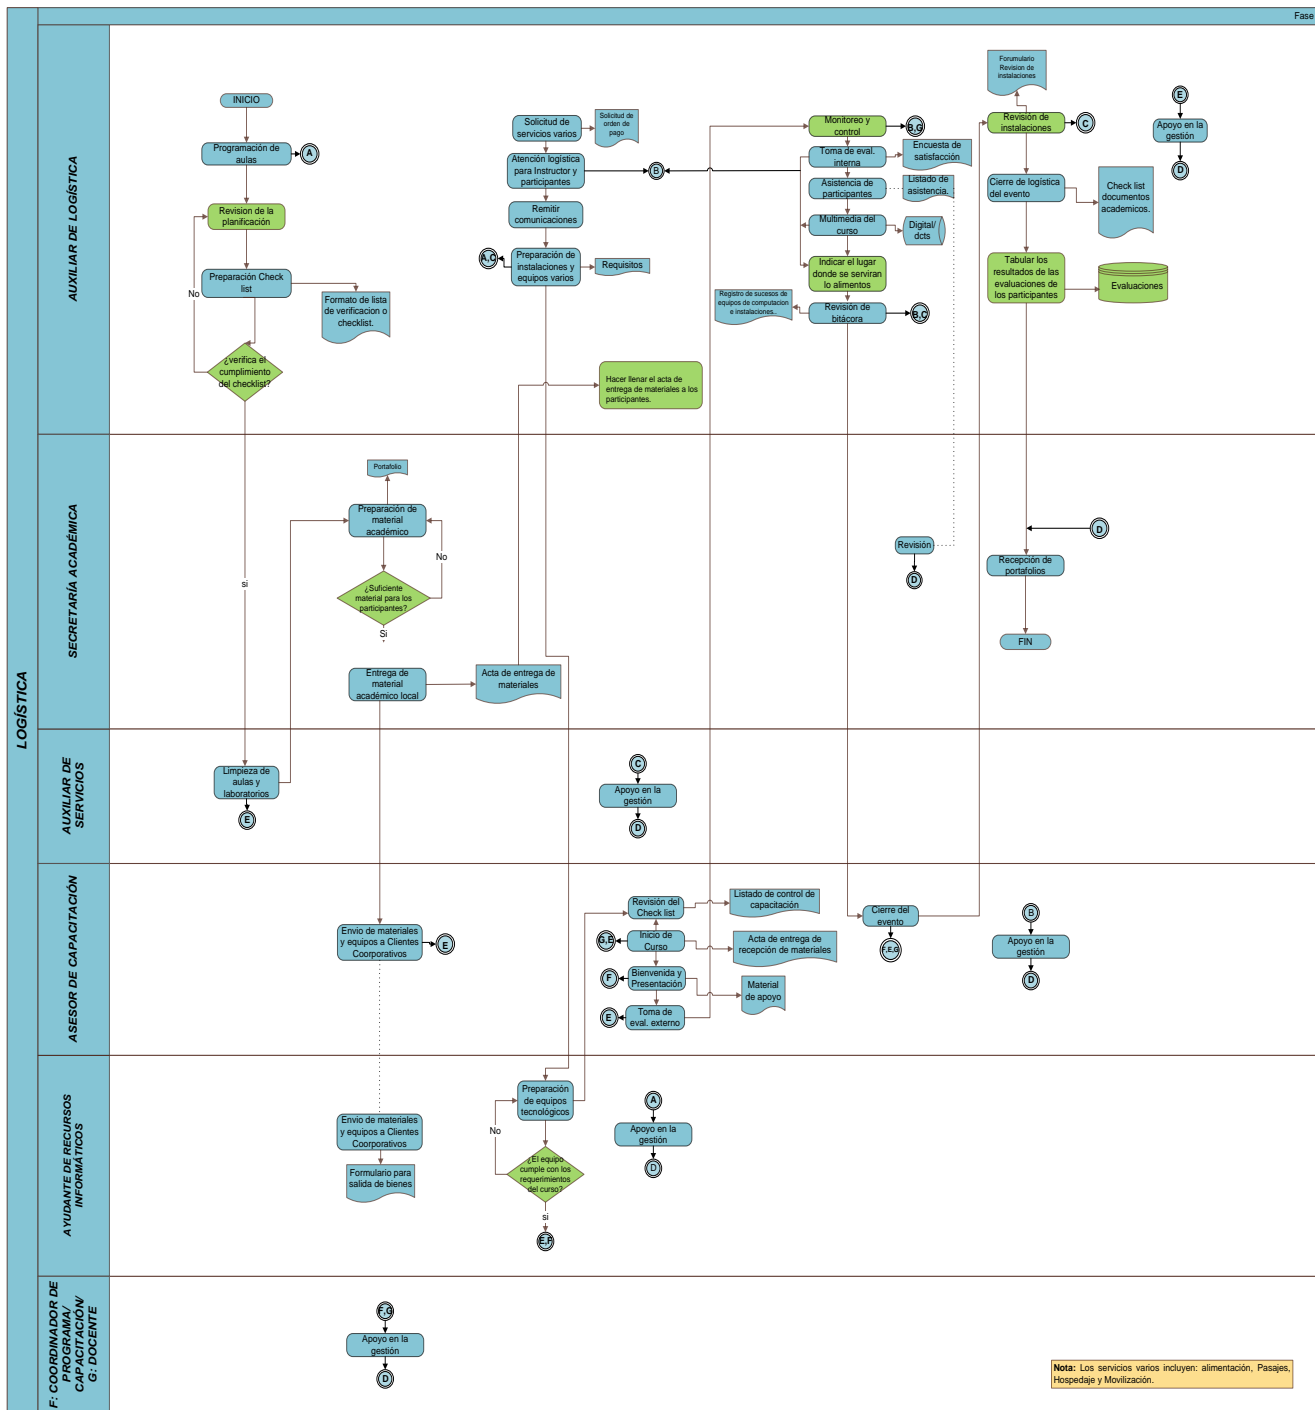 Fase
LOGÍSTICA
AUXILIAR DE LOGÍSTICA
INICIO
Programación de
aulas
A
Revision de la
planificación
Preparación Check
list
No
Formato de lista
de verificacion o
checklist.
¿verifica el
cumplimiento
del checklist?
si
Solicitud de
servicios varios
Solicitud de
orden de
pago
Atención logística
para Instructor y
participantes
B
Remitir
comunicaciones
Preparación de
instalaciones y
equipos varios
A,C
Requisitos
Hacer llenar el acta de
entrega de materiales a los
participantes.
Monitoreo y
control
B,G
Toma de eval.
interna
Encuesta de
satisfacción
Asistencia de
participantes
Listado de
asistencia.
Multimedia del
curso
Digital/
dcts
Indicar el lugar
donde se serviran
lo alimentos
Registro de sucesos de
equipos de computacion
e instalaciones..
Revisión de
bitácora
B,C
Forumulario
Revision de
instalaciones
Revisión de
instalaciones
C
Cierre de logística
del evento
Check list
documentos
academicos.
Tabular los
resultados de las
evaluaciones de
los participantes
Evaluaciones
E
Apoyo en la
gestión
D
SECRETARÍA ACADÉMICA
Portafolio
Preparación de
material
académico
No
¿Suficiente
material para los
participantes?
Si
Entrega de
material
académico local
Acta de entrega de
materiales
Revisión
D
D
Recepción de
portafolios
FIN
AUXILIAR DE
SERVICIOS
Limpieza de
aulas y
laboratorios
E
C
Apoyo en la
gestión
D
ASESOR DE CAPACITACIÓN
Envio de materiales
y equipos a Clientes
Coorporativos
E
Revisión del
Check list
Listado de control de
capacitación
G,E
Inicio de
Curso
Acta de entrega de
recepción de materiales
F
Bienvenida y
Presentación
Material
de apoyo
E
Toma de
eval. externo
Cierre del
evento
F,E,G
B
Apoyo en la
gestión
D
AYUDANTE DE RECURSOS
INFORMÁTICOS
Envio de materiales
y equipos a Clientes
Coorporativos
Formulario para
salida de bienes
Preparación
de equipos
tecnológicos
No
¿El equipo
cumple con los
requerimientos
del curso?
si
E,F
A
Apoyo en la
gestión
D
F: COORDINADOR DE
PROGRAMA/
CAPACITACIÓN/
G: DOCENTE
F,G
Apoyo en la
gestión
D
Nota: Los servicios varios incluyen: alimentación, Pasajes,
Hospedaje y Movilización.